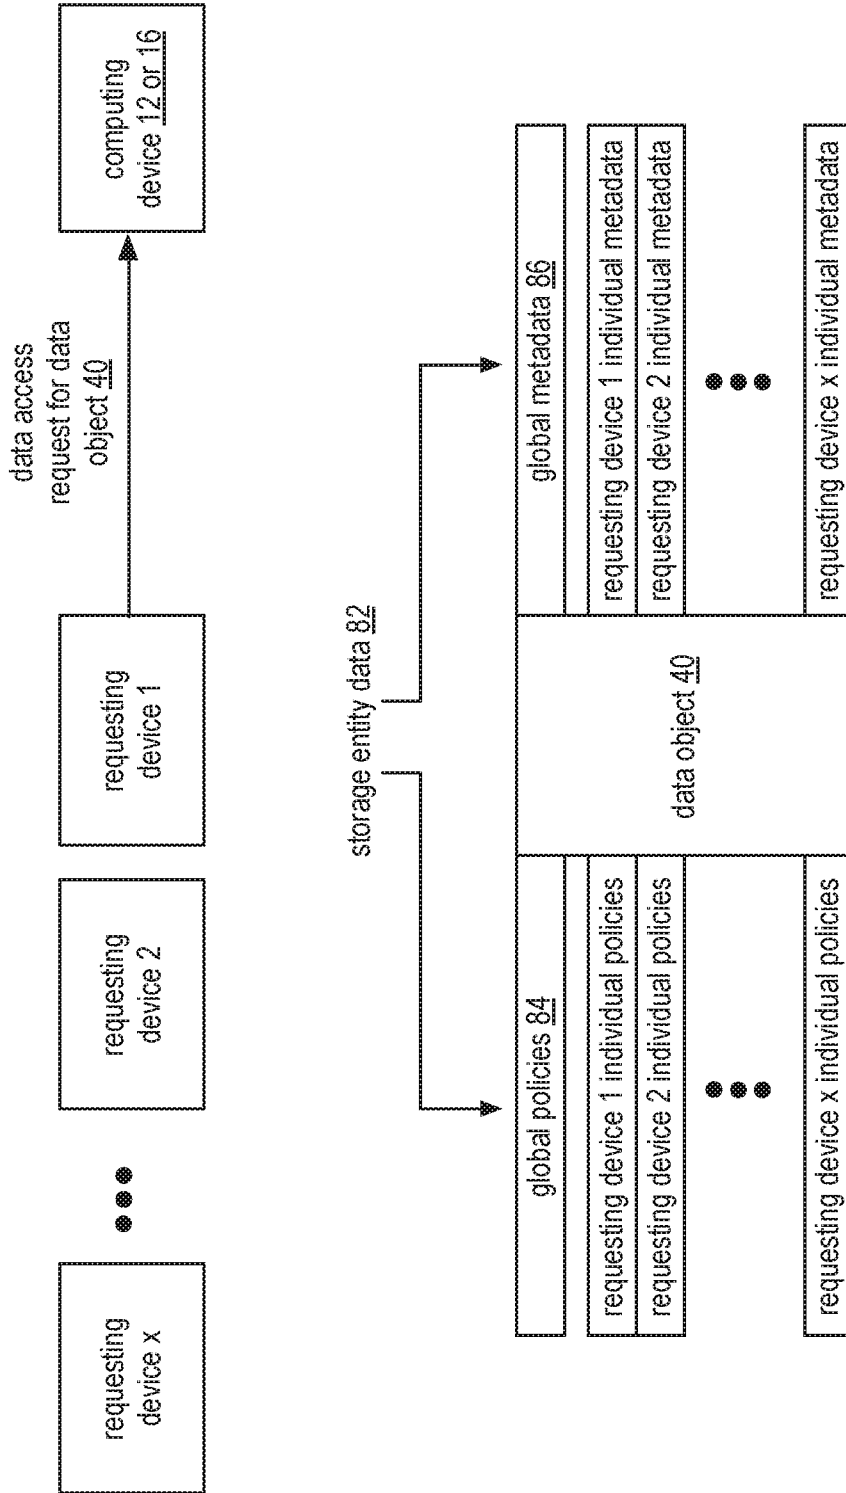 requesting
device x
requesting
device 2
requesting
device 1
data access
request for data
object 40
computing
device 12 or 16
storage entity data 82
global policies 84
requesting device 1 individual policies
requesting device 2 individual policies
requesting device x individual policies
data object 40
global metadata 86
requesting device 1 individual metadata
requesting device 2 individual metadata
requesting device x individual metadata